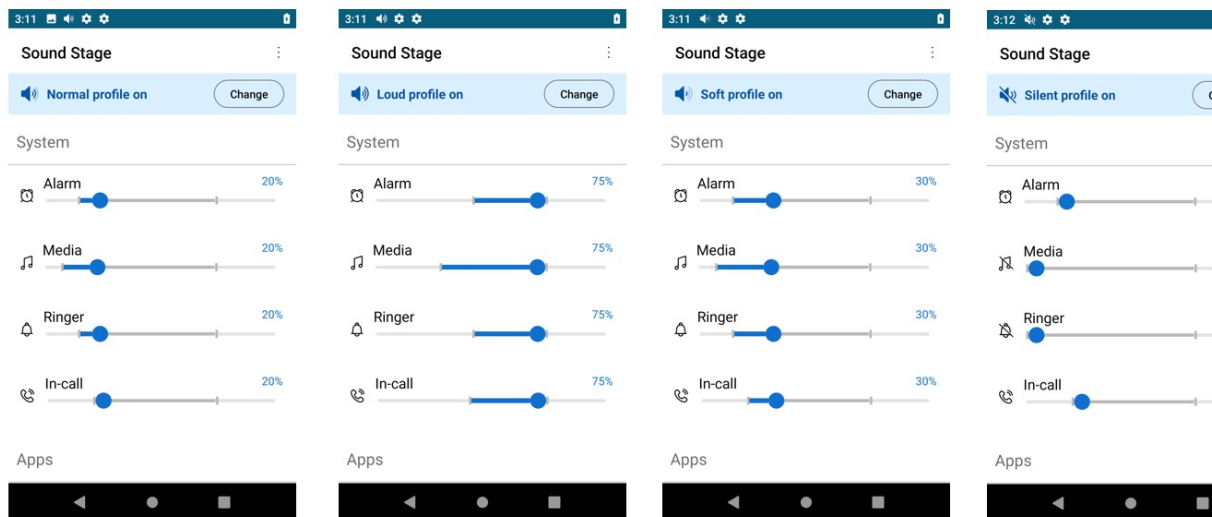 3:11
Sound Stage
Normal profile on
Change
System
Alarm
20%
Media
20%
Ringer
20%
In-call
20%
Apps
3:11
Sound Stage
Loud profile on
Change
System
Alarm
75%
Media
75%
Ringer
75%
In-call
75%
Apps
3:11
Sound Stage
Soft profile on
Change
System
Alarm
30%
Media
30%
Ringer
30%
In-call
30%
Apps
3:12
Sound Stage
Silent profile on
System
Alarm
Media
Ringer
In-call
Apps